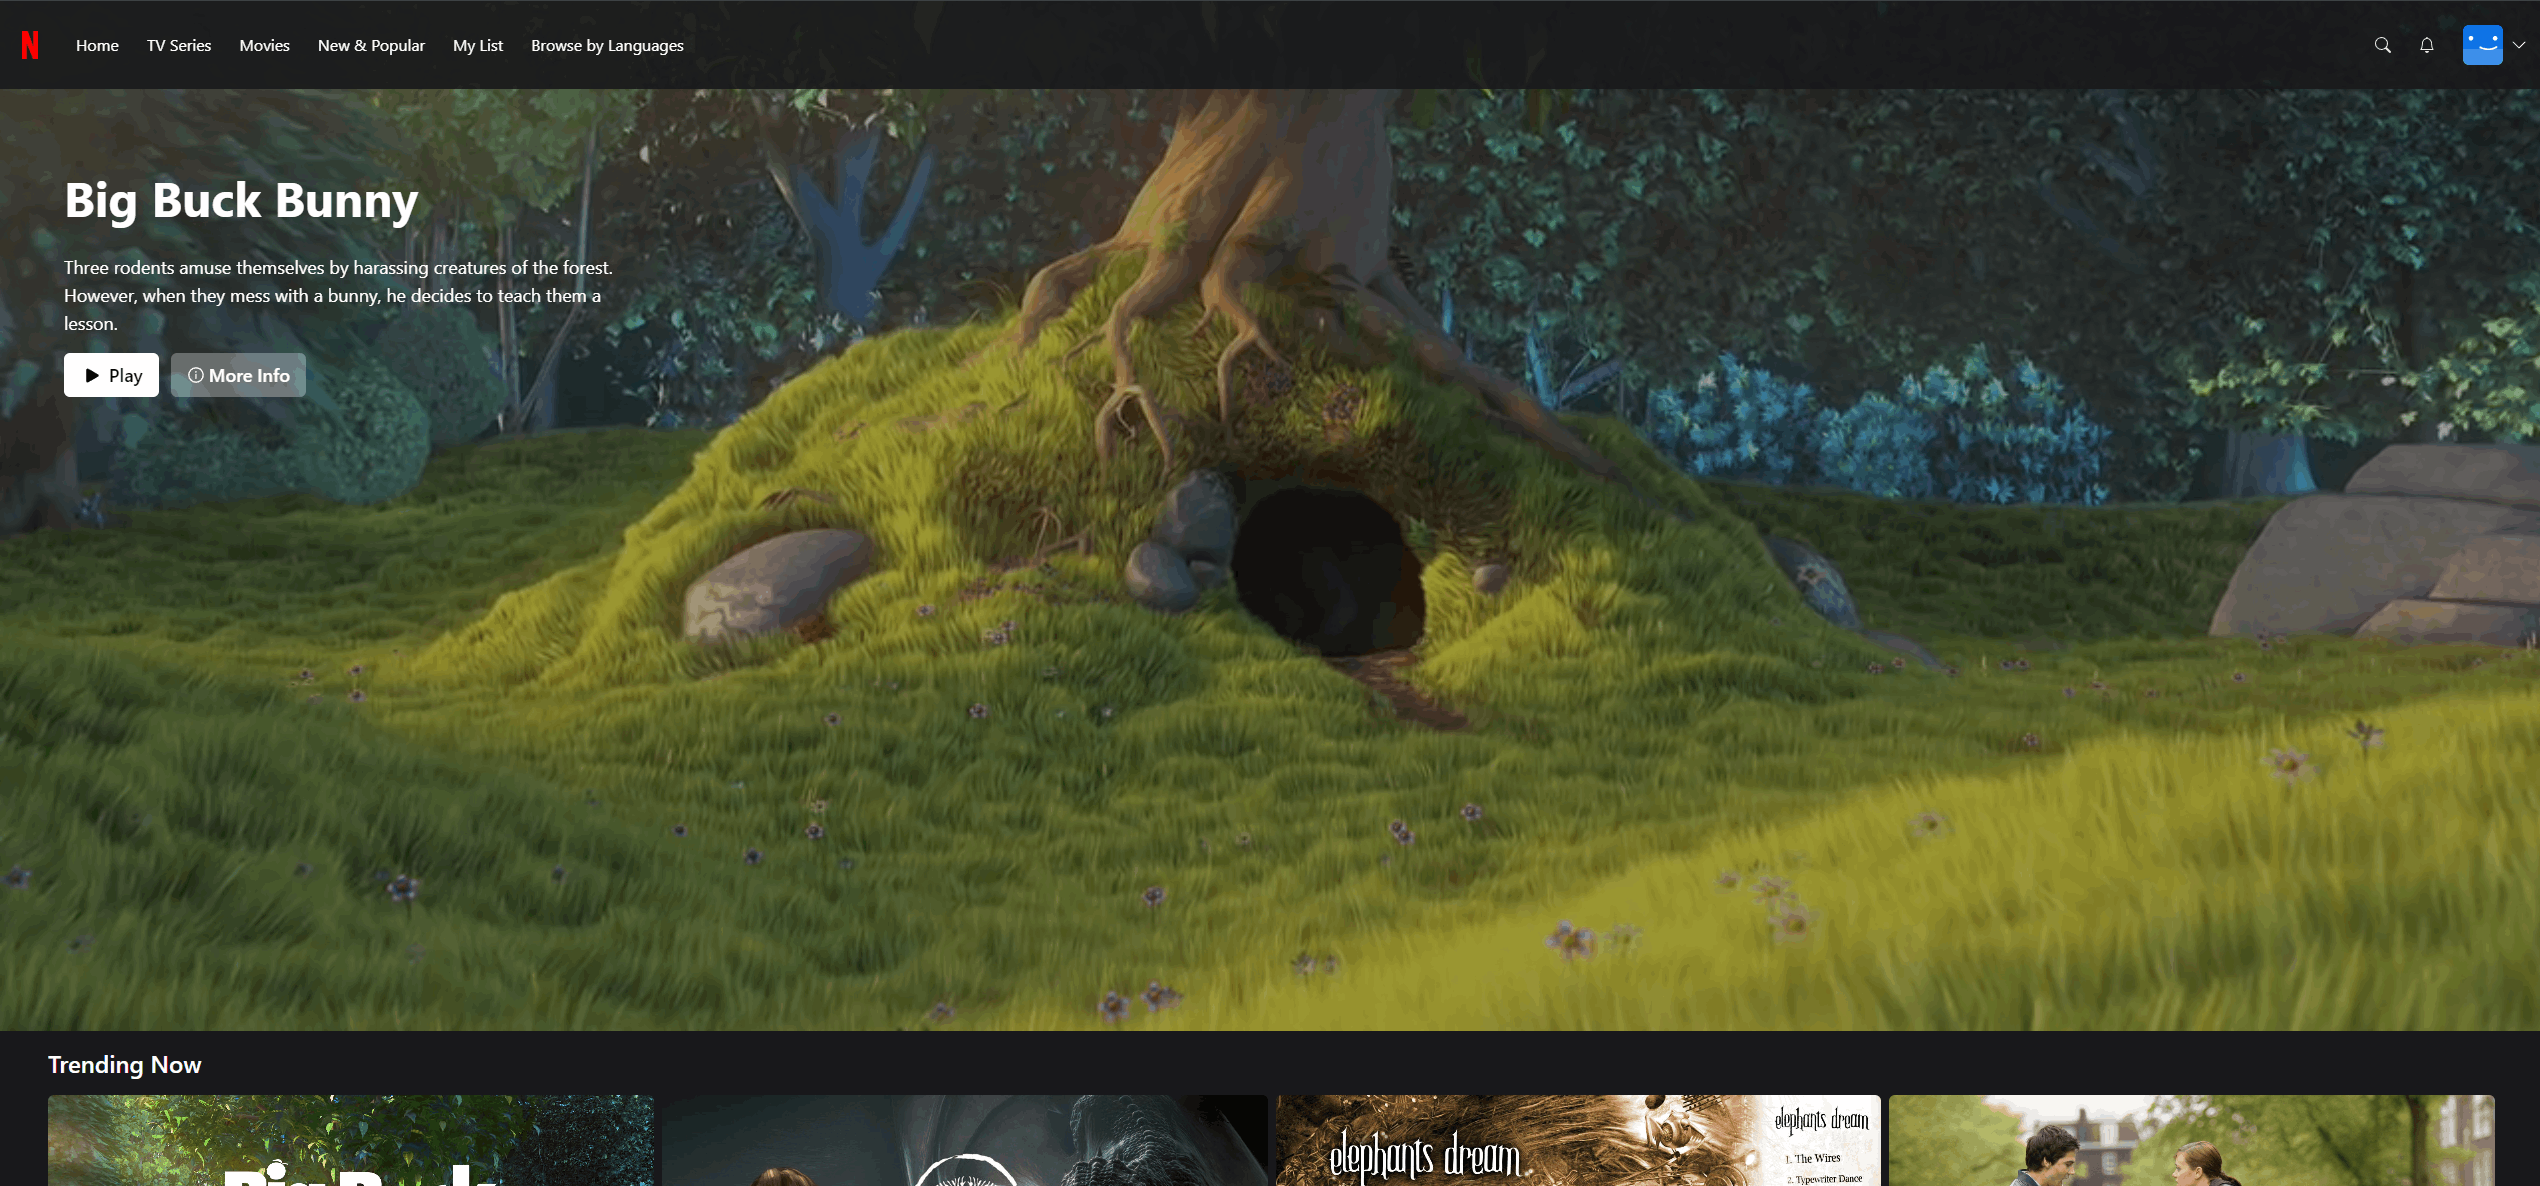 N
Home
TV Series
Movies
New & Popular
My List
Browse by Languages
Big Buck Bunny
Three rodents amuse themselves by harassing creatures of the forest.
However, when they mess with a bunny, he decides to teach them a
lesson.
Play
More Info
Trending Now
Big Buck
elephants dream
elephants dream
1. The Wires
2. Typewriter Dance